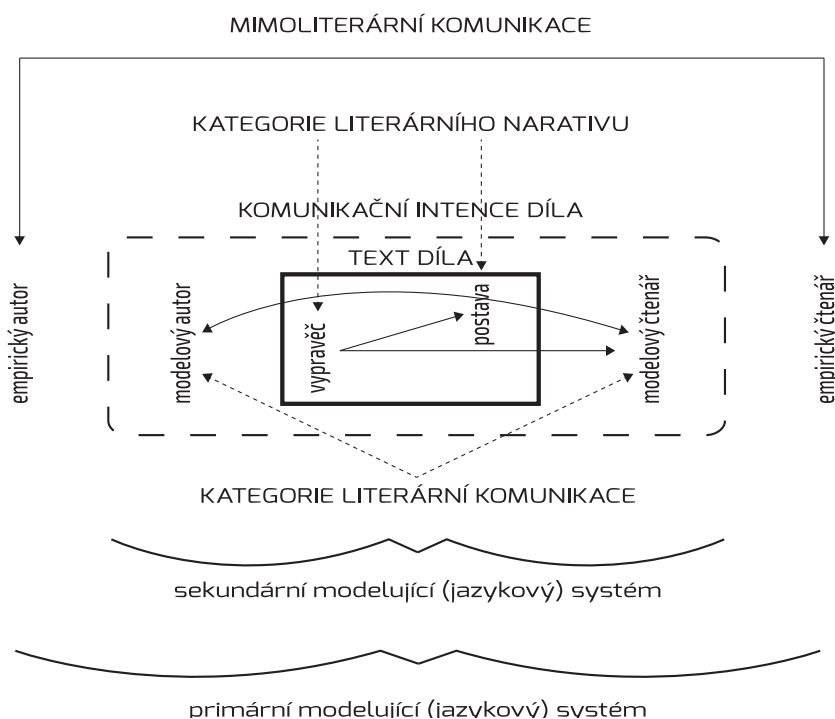 MIMOLITERÁRNÍ KOMUNIKACE
KATEGORIE LITERÁRNÍHO NARATIVU
KOMUNIKAČNÍ INTENCE DÍLA
TEXT DÍLA
empirický autor
modelový autor
vypravěč
postava
modelový čtenář
empirický čtenář
KATEGORIE LITERÁRNÍ KOMUNIKACE
sekundární modelující (jazykový) systém
primární modelující (jazykový) systém